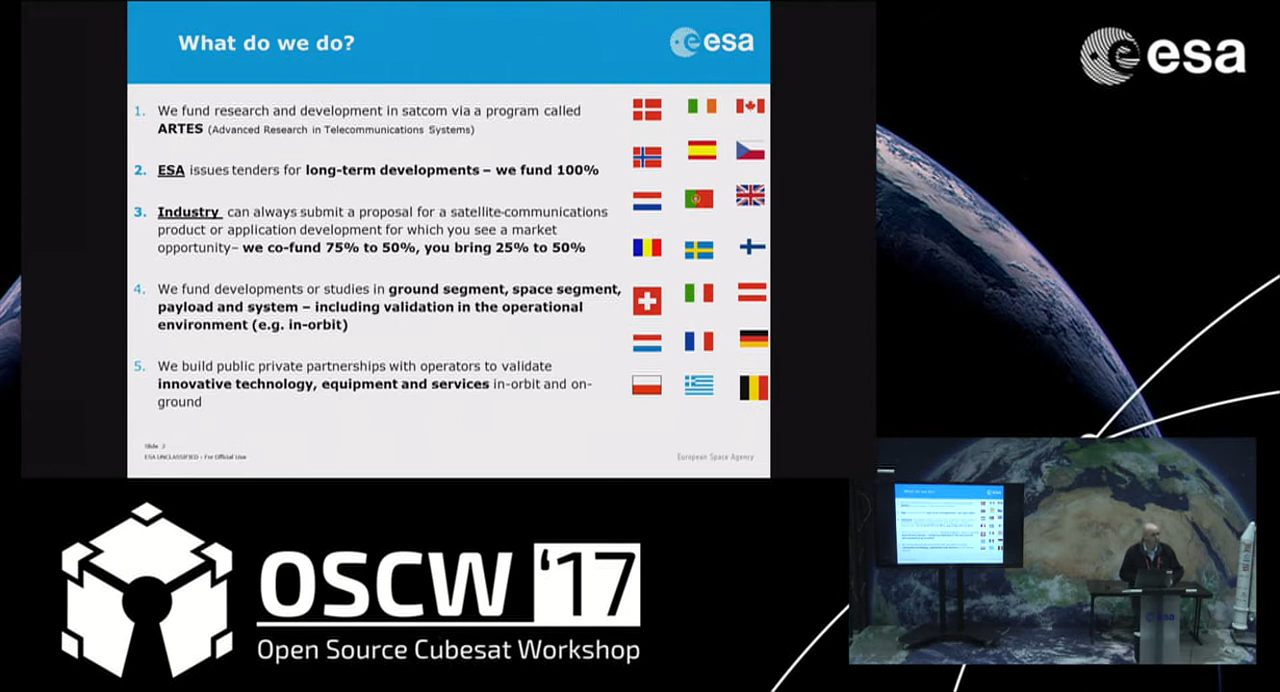 What do we do?
esa
1. We fund research and development in satcom via a program called
ARTES (Advanced Research in Telecommunications Systems)
2. ESA issues tenders for long-term developments – we fund 100%
3. Industry can always submit a proposal for a satellite-communications
product or application development for which you see a market
opportunity– we co-fund 75% to 50%, you bring 25% to 50%
4. We fund developments or studies in ground segment, space segment,
payload and system – including validation in the operational
environment (e.g. in-orbit)
5. We build public private partnerships with operators to validate
innovative technology, equipment and services in-orbit and on-
ground
Slide 2
ESA UNCLASSIFIED - For Official Use
European Space Agency
esa
What do we do?
esa
esa
OSCW '17
Open Source Cubesat Workshop